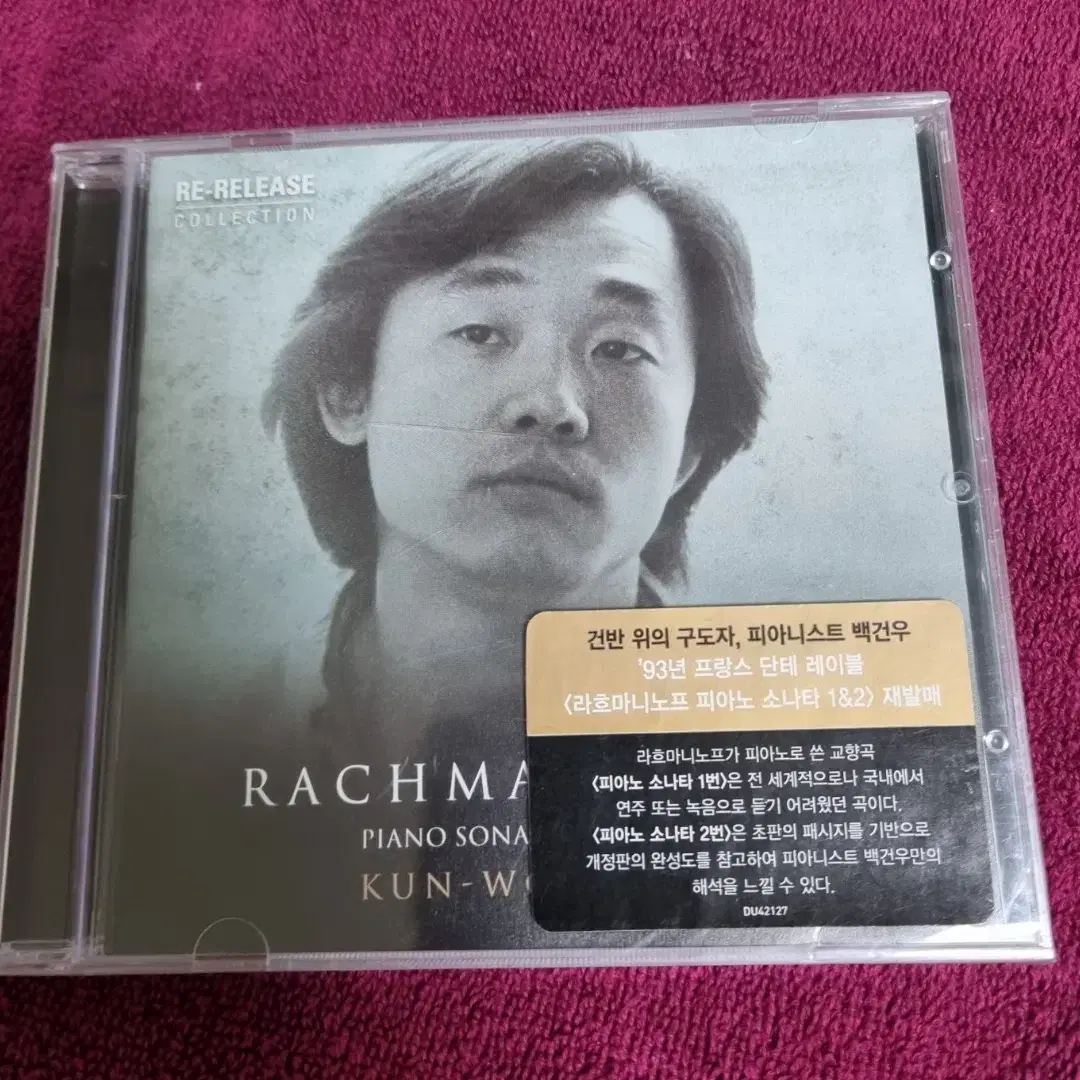 RE-RELEASE
COLLECTION
건반 위의 구도자, 피아니스트 백건우
'93년 프랑스 단테 레이블
〈라흐마니노프 피아노 소나타 1&2〉 재발매
라흐마니노프가 피아노로 쓴 교향곡
〈피아노 소나타 1번〉은 전 세계적으로나 국내에서
연주 또는 녹음으로 듣기 어려웠던 곡이다.
〈피아노 소나타 2번〉은 초판의 패시지를 기반으로
개정판의 완성도를 참고하여 피아니스트 백건우만의
해석을 느낄 수 있다.
DU42127
RACHMA
PIANO SONA
KUN-WO